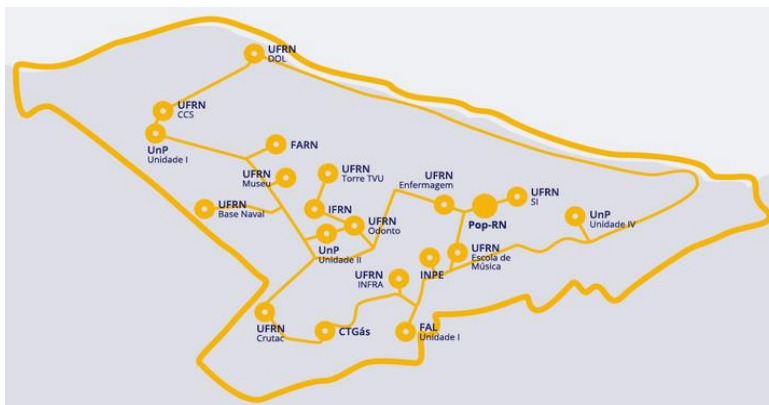 UFRN
DOL
UFRN
CCS
UnP
Unidade I
FARN
UFRN
Museu
UFRN
Torre TVU
UFRN
Enfermagem
UFRN
SI
UFRN
Base Naval
IFRN
UFRN
Odonto
Pop-RN
UnP
Unidade IV
UnP
Unidade II
UFRN
Escola de
Música
INPE
UFRN
INFRA
UFRN
Crutac
CTGás
FAL
Unidade I